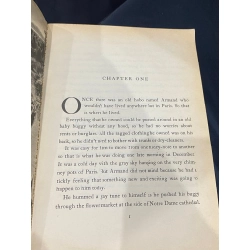 CHAPTER ONE
ONCE there was an old hobo named Armand who
wouldn't have lived anywhere but in Paris. So that
is where he lived.
Everything that he owned could be pushed around in an old
baby buggy without any hood, so he had no worries about
rents or burglars. All the ragged clothing he owned was on his
back, so he didn't need to bother with trunks or dry-cleaners.
It was easy for him to move from one hidey-hole to another
so that is what he was doing one late morning in December.
It was a cold day with the gray sky hanging on the very chim-
ney pots of Paris. But Armand did not mind because he had a
tickly feeling that something new and exciting was going to
happen to him today.
He hummed a gay tune to himself as he pushed his buggy
through the flowermarket at the side of Notre Dame cathedral.
1